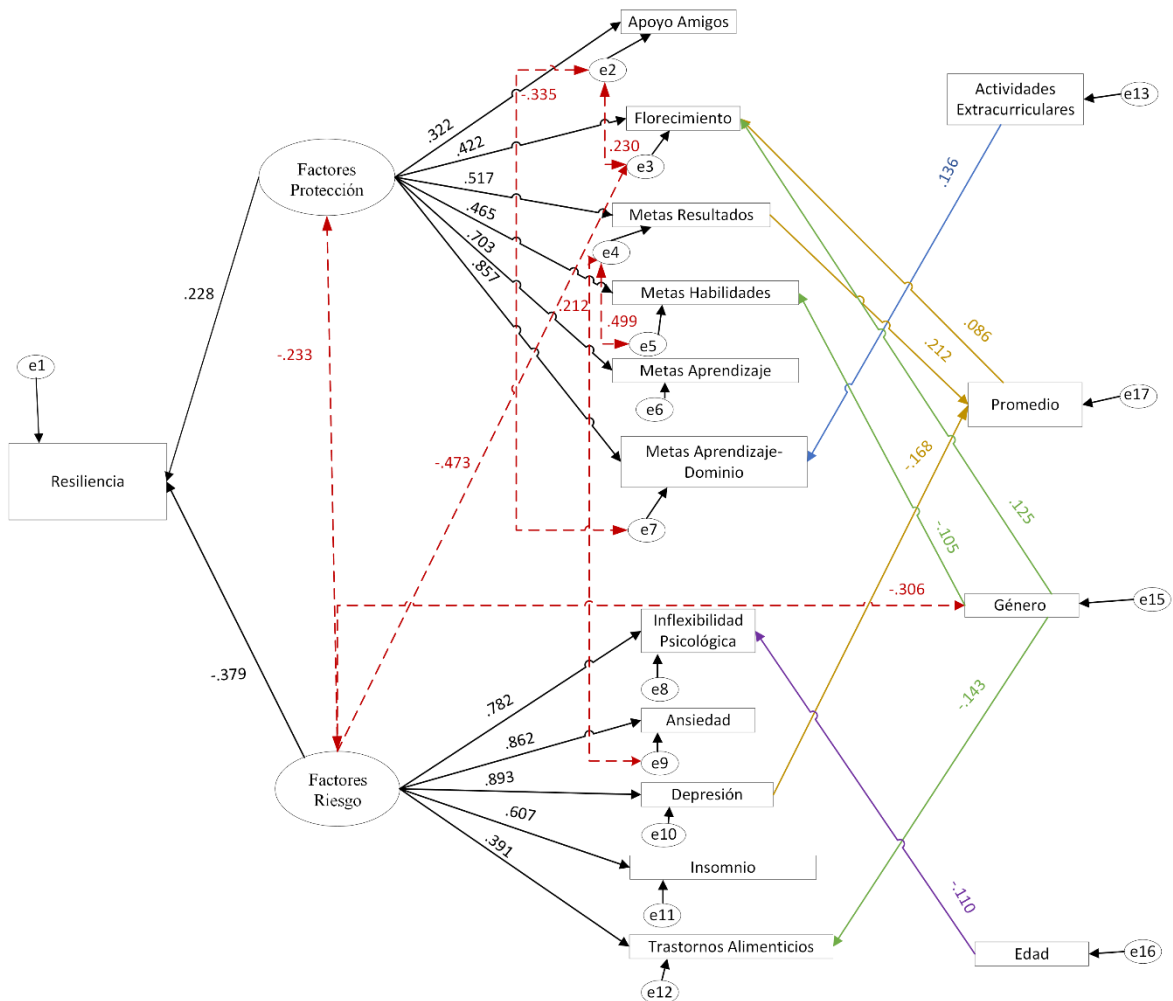 Apoyo Amigos
e2
-.335
Actividades
Extracurriculares
e13
.322
Florecimiento
.422
.230
e3
Factores
Protección
.136
.517
Metas Resultados
.465
e4
.703
.857
Metas Habilidades
.228
.212
.499
e5
.086
.212
-.233
Metas Aprendizaje
e1
e6
Promedio
e17
Metas Aprendizaje-
Dominio
-.168
-.473
Resiliencia
.125
e7
-.105
-.306
Género
e15
Inflexibilidad
Psicológica
-.379
e8
-.143
.782
Ansiedad
.862
e9
Factores
Riesgo
.893
Depresión
.607
e10
.391
Insomnio
-.110
e11
Trastornos Alimenticios
Edad
e16
e12